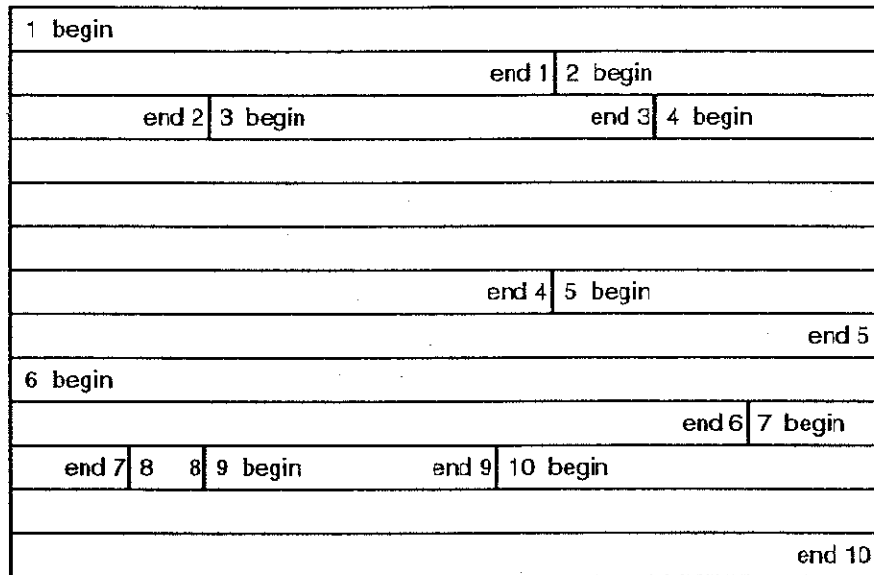 1 begin
end 1 2 begin
end 2 3 begin end 3 4 begin
end 4 5 begin
end 5
6 begin
end 6 7 begin
end 7 8 8 9 begin end 9 10 begin
end 10